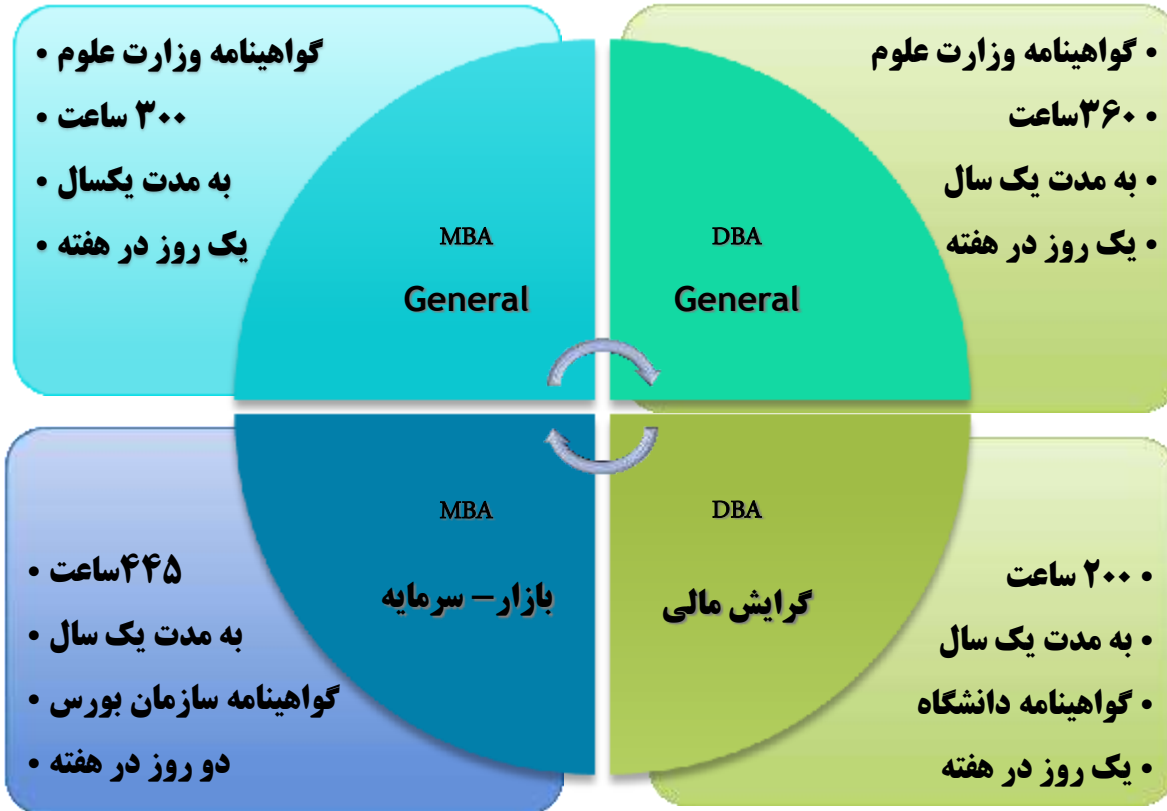 • گواهینامه وزارت علوم
• ۳۰۰ ساعت
• به مدت یکسال
• یک روز در هفته
MBA
General
• گواهینامه وزارت علوم
• ۳۶۰ساعت
• به مدت یک سال
• یک روز در هفته
DBA
General
• ۴۴۵ساعت
• به مدت یک سال
• گواهینامه سازمان بورس
• دو روز در هفته
MBA
بازار- سرمایه
• ۲۰۰ ساعت
• به مدت یک سال
• گواهینامه دانشگاه
• یک روز در هفته
DBA
گرایش مالی